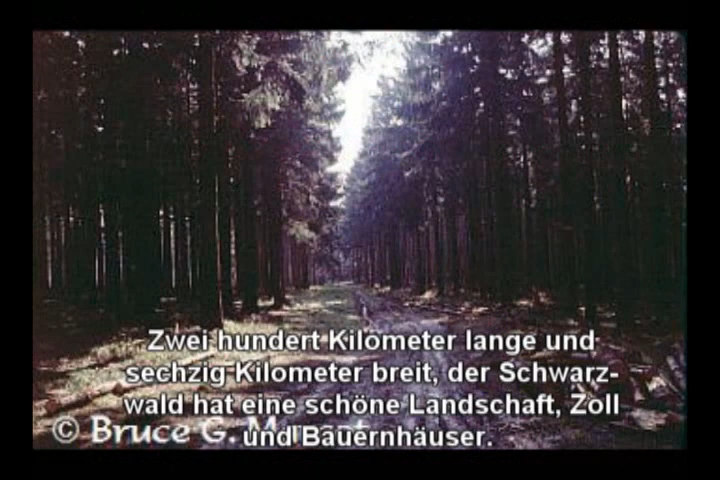 Zwei hundert Kilometer lange und
sechzig Kilometer breit, der Schwarz-
wald hat eine schöne Landschaft, Zoll
und Bauernhäuser.
© Bruce G.